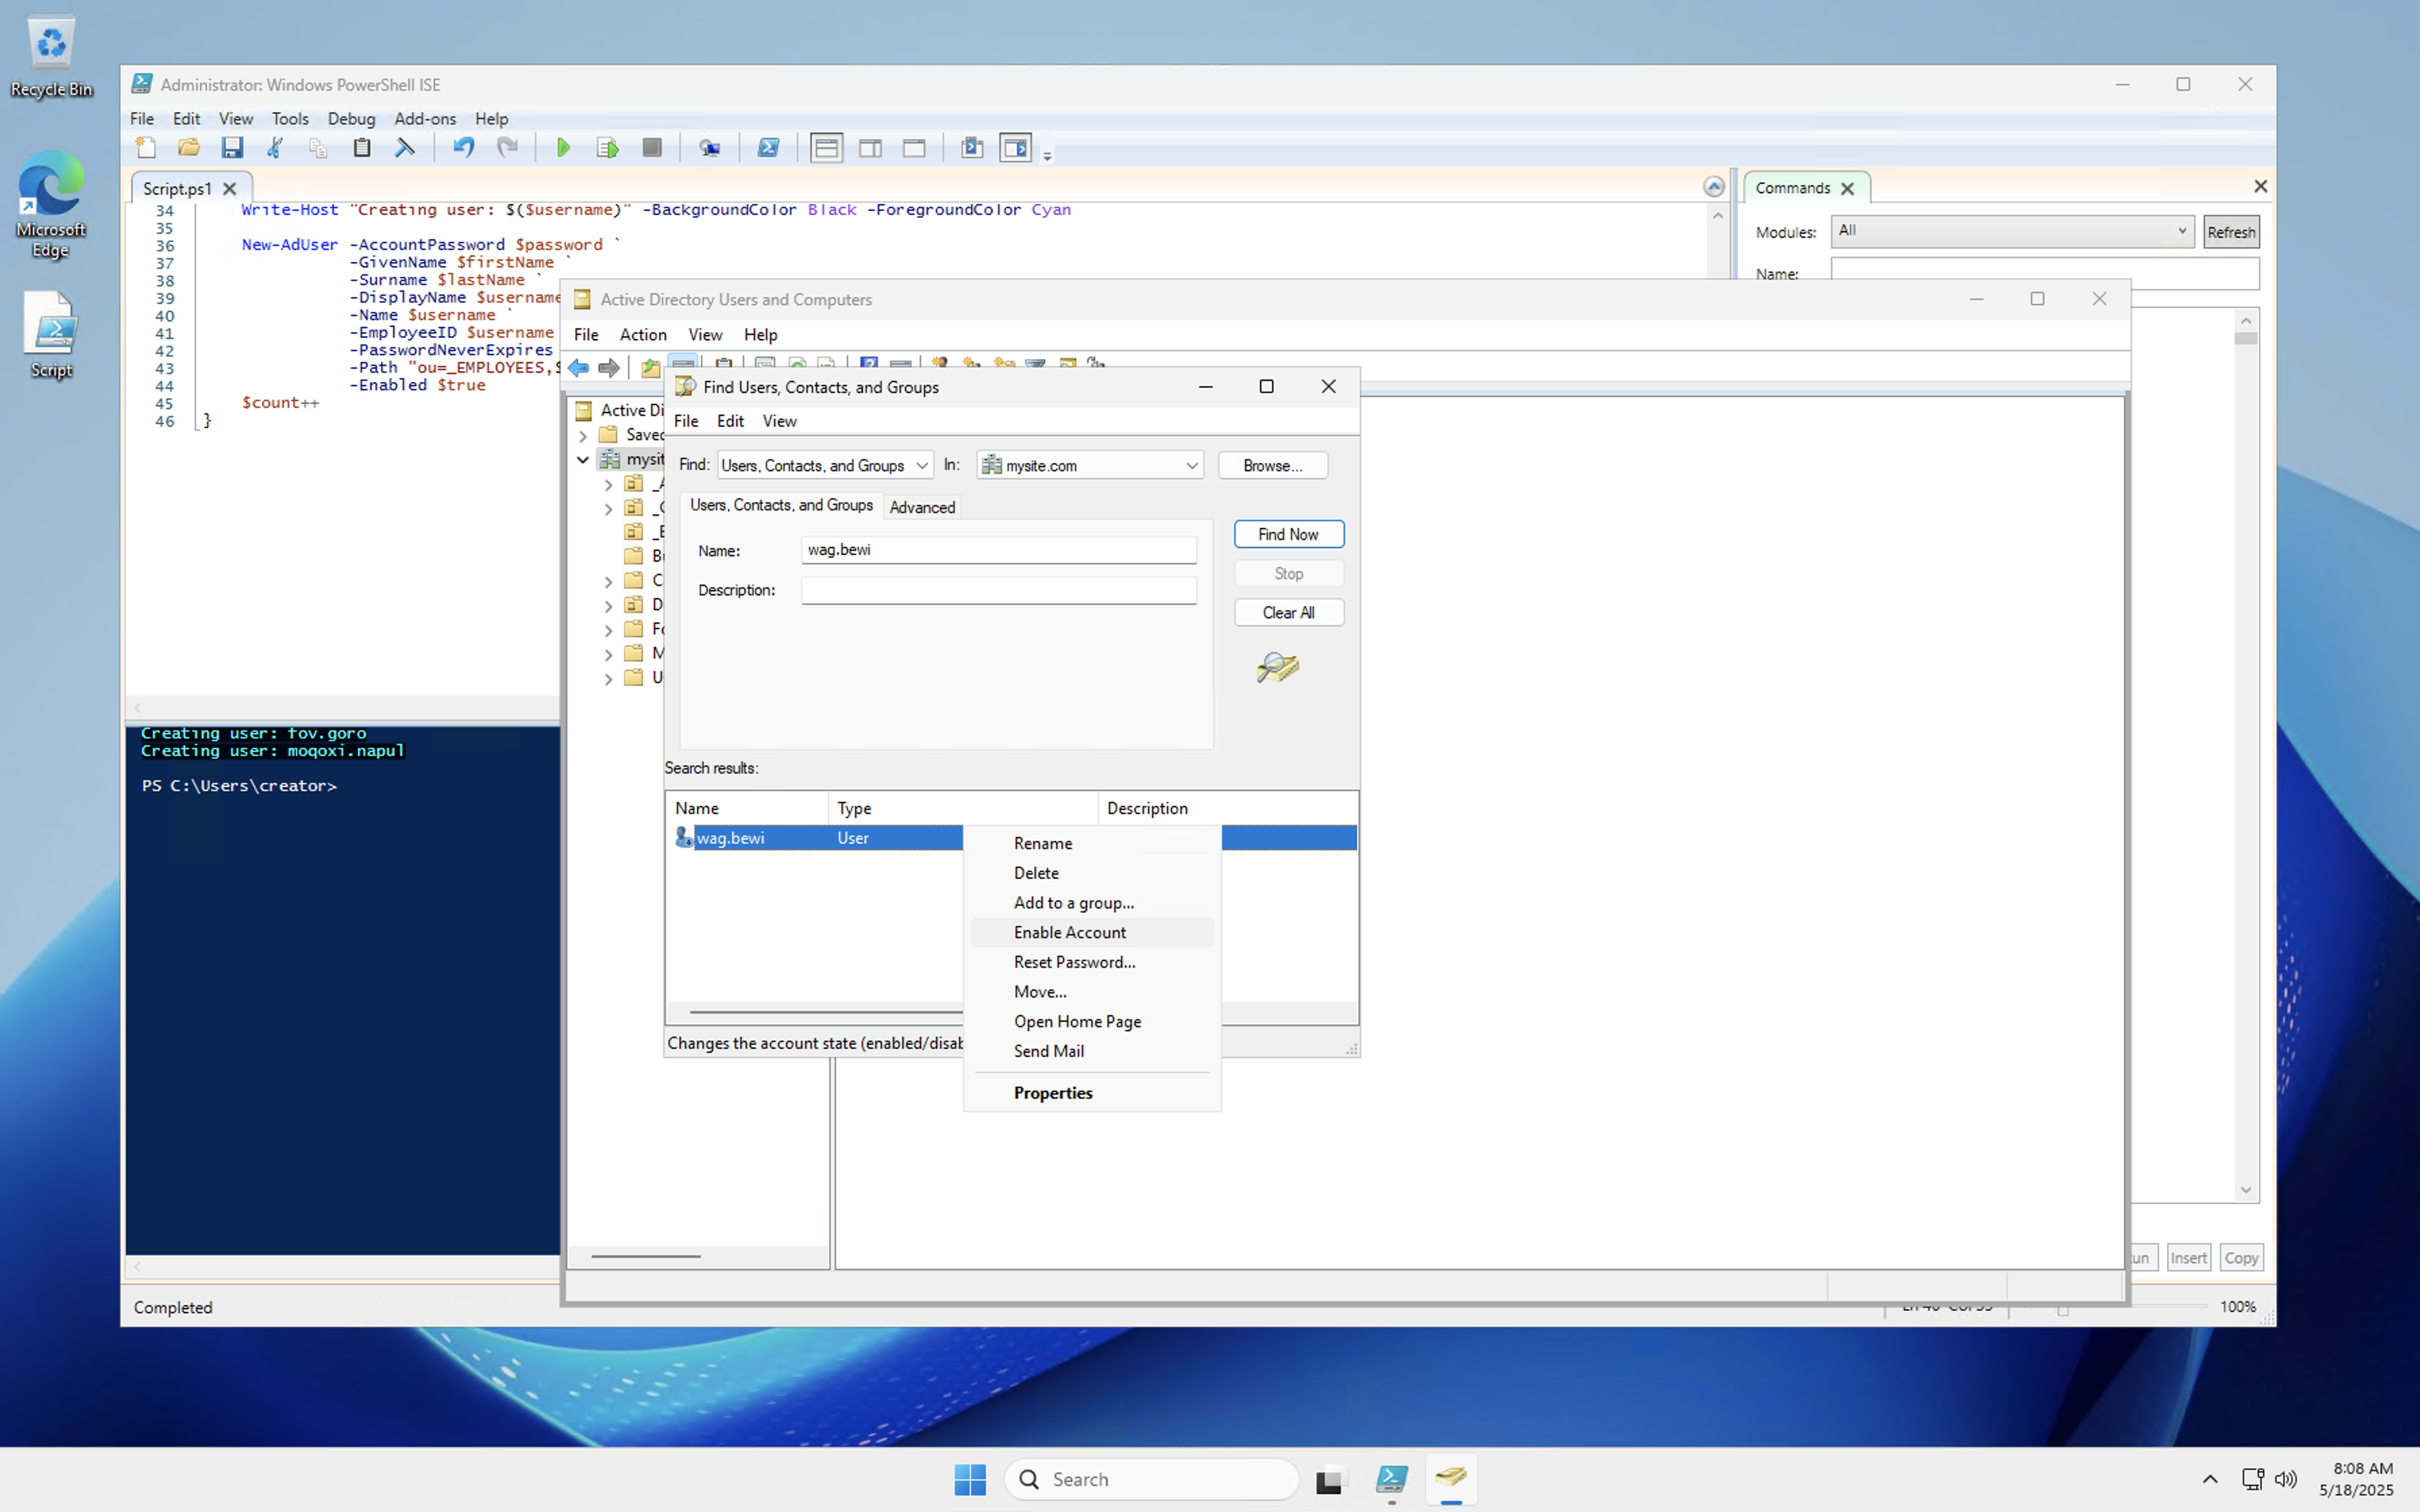 Recycle Bin
Microsoft
Edge
Script
Administrator: Windows PowerShell ISE
File Edit View Tools Debug Add-ons Help
Script.ps1
34 Write-Host "Creating user: $($username)" -BackgroundColor Black -ForegroundColor Cyan
35
36 New-AdUser -AccountPassword $password `
37 -GivenName $firstName `
38 -Surname $lastName `
39 -DisplayName $username
40 -Name $username `
41 -EmployeeID $username
42 -PasswordNeverExpires
43 -Path "ou=_EMPLOYEES,$
44 -Enabled $true
45 $count++
46 }
Creating user: fov.goro
Creating user: moqoxi.napul
PS C:\Users\creator>
Completed
Commands
Modules: All Refresh
Name:
Insert Copy
100%
Active Directory Users and Computers
File Action View Help
Active Di
Saved
mysit
_E
Find Users, Contacts, and Groups
File Edit View
Find: Users, Contacts, and Groups In: mysite.com Browse...
Users, Contacts, and Groups Advanced
Name: wag.bewi
Description:
Find Now
Stop
Clear All
Search results:
Name Type Description
wag.bewi User
Changes the account state (enabled/disab
Rename
Delete
Add to a group...
Enable Account
Reset Password...
Move...
Open Home Page
Send Mail
Properties
Search
8:08 AM
5/18/2025